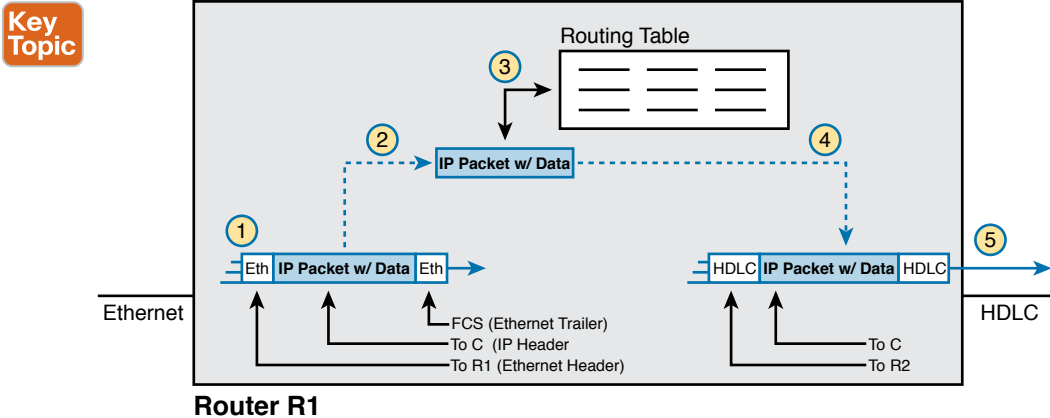 Key
Topic
Routing Table
3
2
4
IP Packet w/ Data
1
5
Eth IP Packet w/ Data Eth
HDLC IP Packet w/ Data HDLC
Ethernet
HDLC
FCS (Ethernet Trailer)
To C (IP Header
To R1 (Ethernet Header)
To C
To R2
Router R1